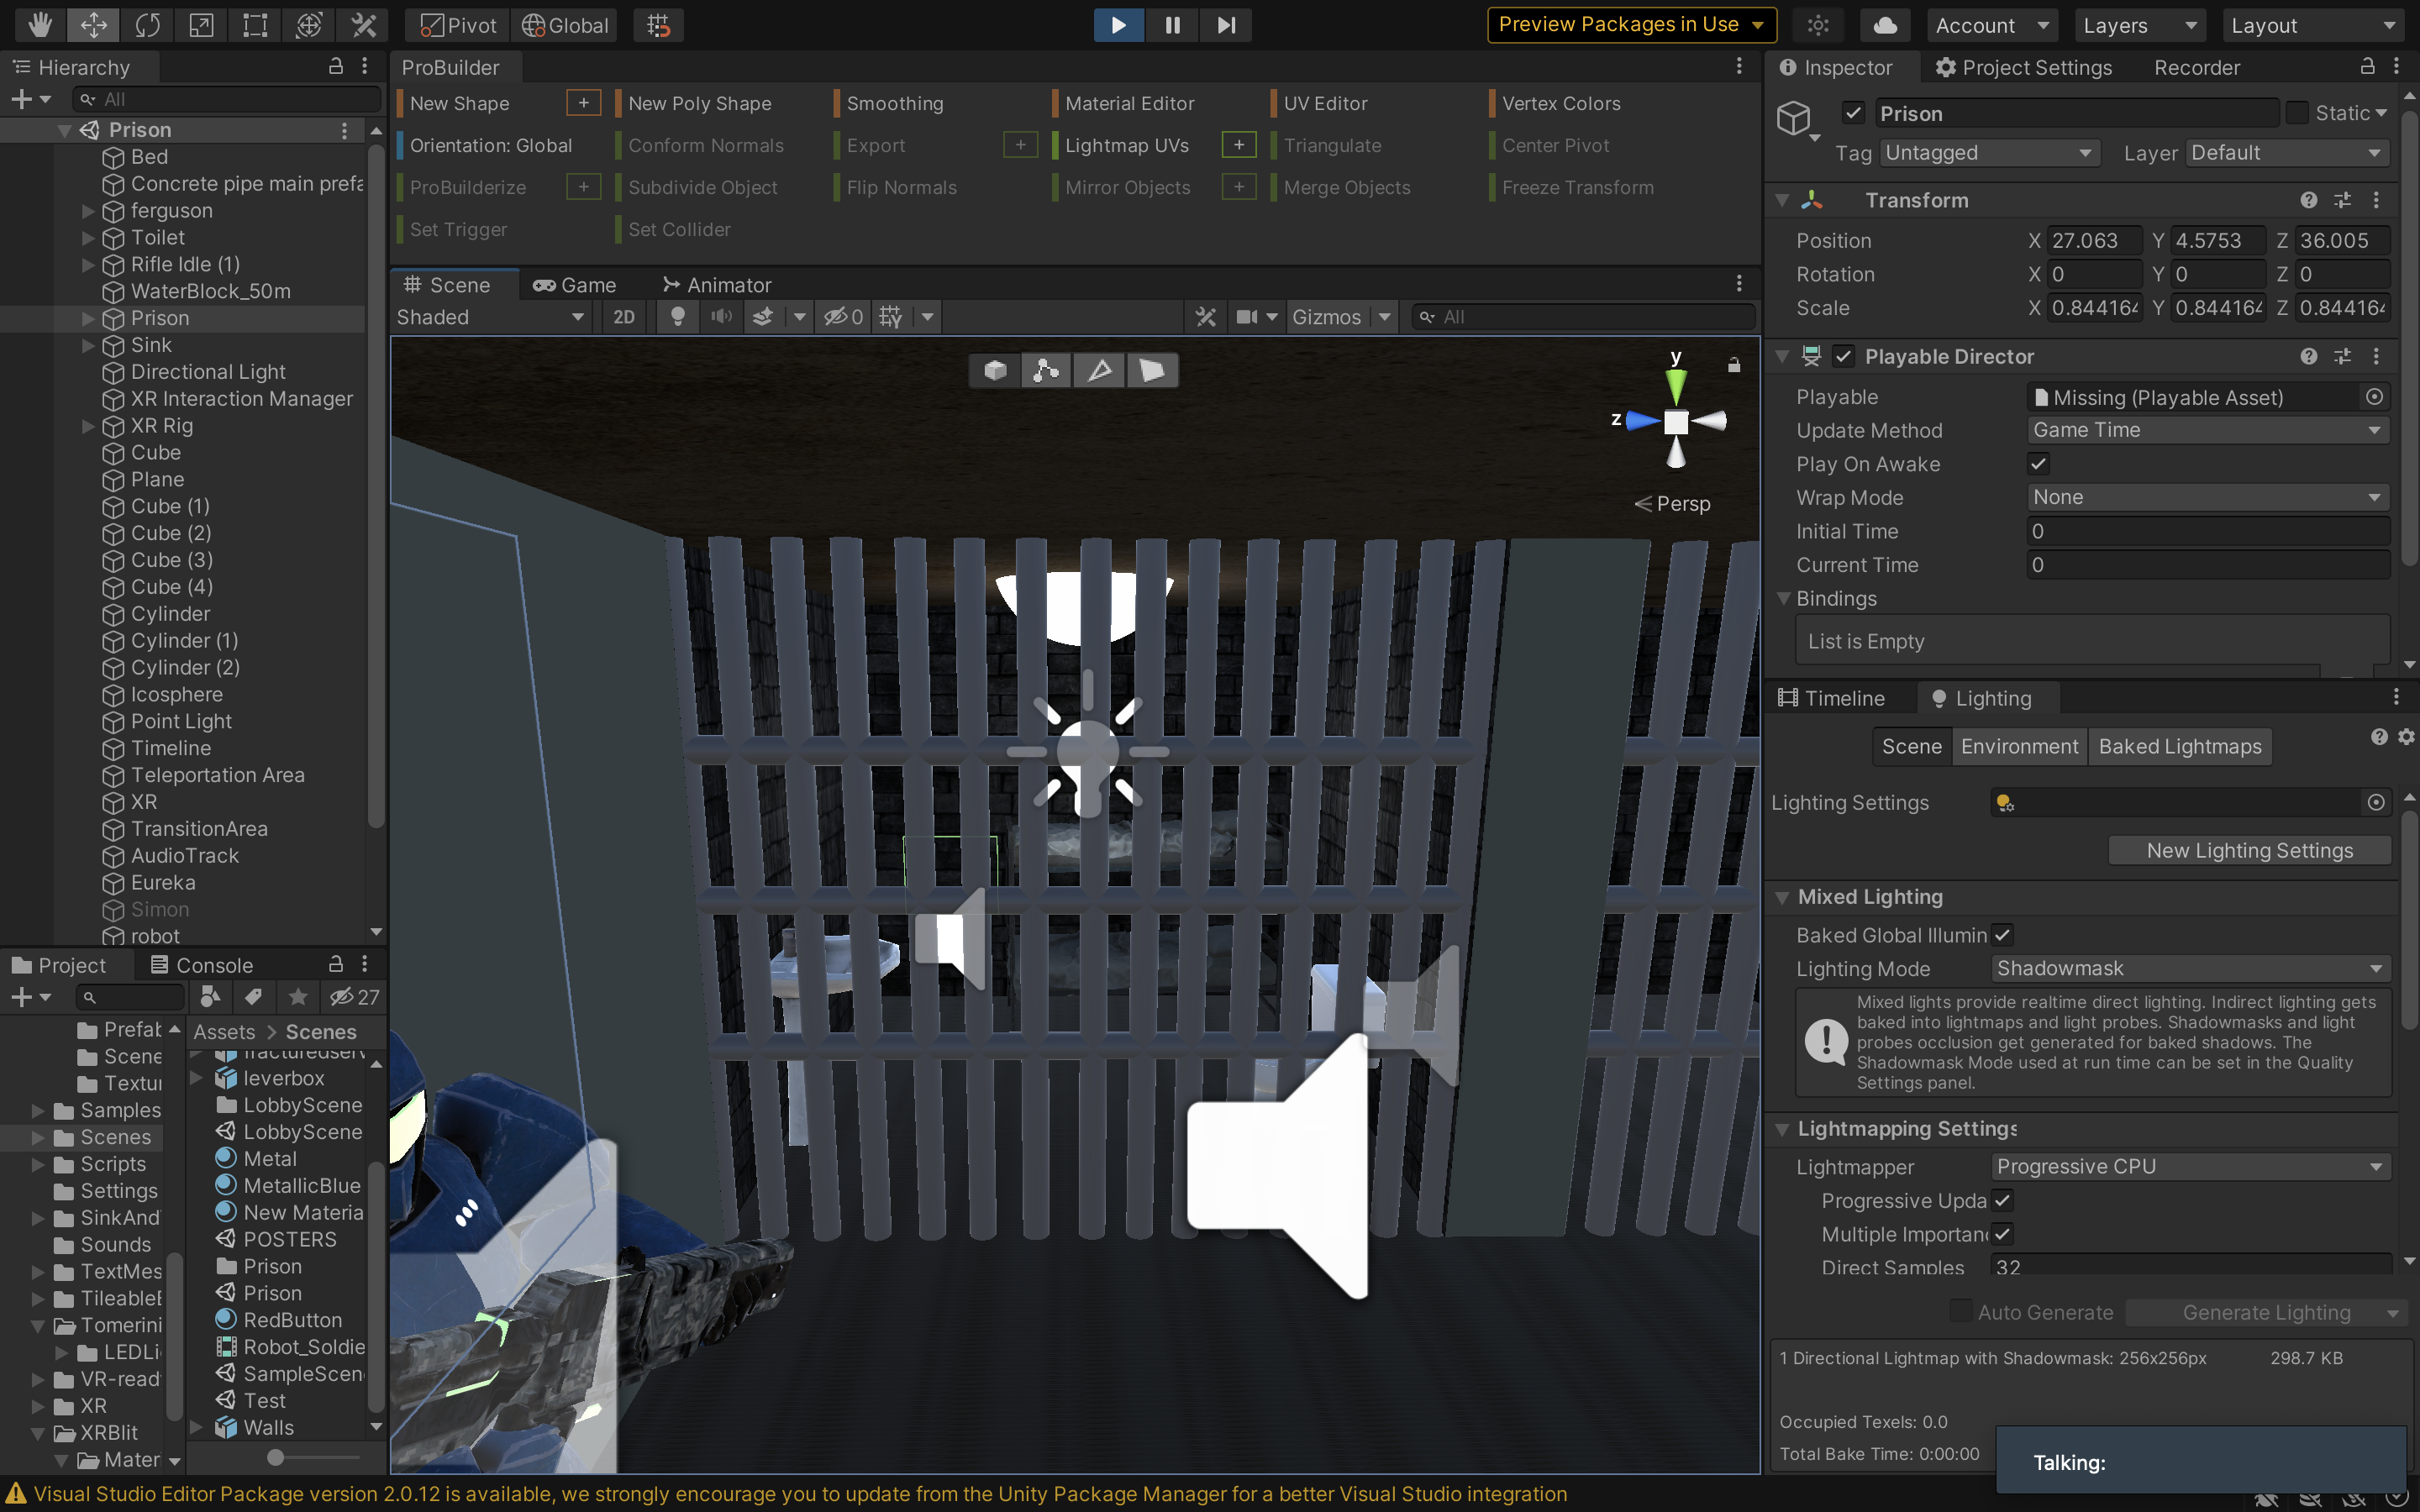 Pivot Global Preview Packages in Use Account Layers Layout
Hierarchy
All
Prison
Bed
Concrete pipe main prefa
ferguson
Toilet
Rifle Idle (1)
WaterBlock_50m
Prison
Sink
Directional Light
XR Interaction Manager
XR Rig
Cube
Plane
Cube (1)
Cube (2)
Cube (3)
Cube (4)
Cylinder
Cylinder (1)
Cylinder (2)
Icosphere
Point Light
Timeline
Teleportation Area
XR
TransitionArea
AudioTrack
Eureka
Simon
robot
ProBuilder
New Shape + New Poly Shape Smoothing Material Editor UV Editor Vertex Colors
Orientation: Global Conform Normals Export + Lightmap UVs + Triangulate Center Pivot
ProBuilderize + Subdivide Object Flip Normals Mirror Objects + Merge Objects Freeze Transform
Set Trigger Set Collider
Scene Game Animator
Shaded 2D 0 Gizmos All
y
z
Persp
Inspector Project Settings Recorder
Prison Static
Tag Untagged Layer Default
Transform
Position X 27.063 Y 4.5753 Z 36.005
Rotation X 0 Y 0 Z 0
Scale X 0.844164 Y 0.844164 Z 0.844164
Playable Director
Playable Missing (Playable Asset)
Update Method Game Time
Play On Awake
Wrap Mode None
Initial Time 0
Current Time 0
Bindings
List is Empty
Timeline Lighting
Scene Environment Baked Lightmaps
Lighting Settings
New Lighting Settings
Mixed Lighting
Baked Global Illumin
Lighting Mode Shadowmask
Mixed lights provide realtime direct lighting. Indirect lighting gets
baked into lightmaps and light probes. Shadowmasks and light
probes occlusion get generated for baked shadows. The
Shadowmask Mode used at run time can be set in the Quality
Settings panel.
Lightmapping Settings
Lightmapper Progressive CPU
Progressive Upda
Multiple Importan
Direct Samples 32
Auto Generate Generate Lighting
1 Directional Lightmap with Shadowmask: 256x256px 298.7 KB
Occupied Texels: 0.0
Total Bake Time: 0:00:00
Talking:
Project Console
27
Prefab
Scene
Textur
Samples
Scenes
Scripts
Settings
SinkAnd
Sounds
TextMes
TileableB
Tomerini
LEDLi
VR-read
XR
XRBlit
Mater
Assets > Scenes
leverbox
LobbyScene
LobbyScene
Metal
MetallicBlue
New Materia
POSTERS
Prison
Prison
RedButton
Robot_Soldie
SampleScen
Test
Walls
Visual Studio Editor Package version 2.0.12 is available, we strongly encourage you to update from the Unity Package Manager for a better Visual Studio integration